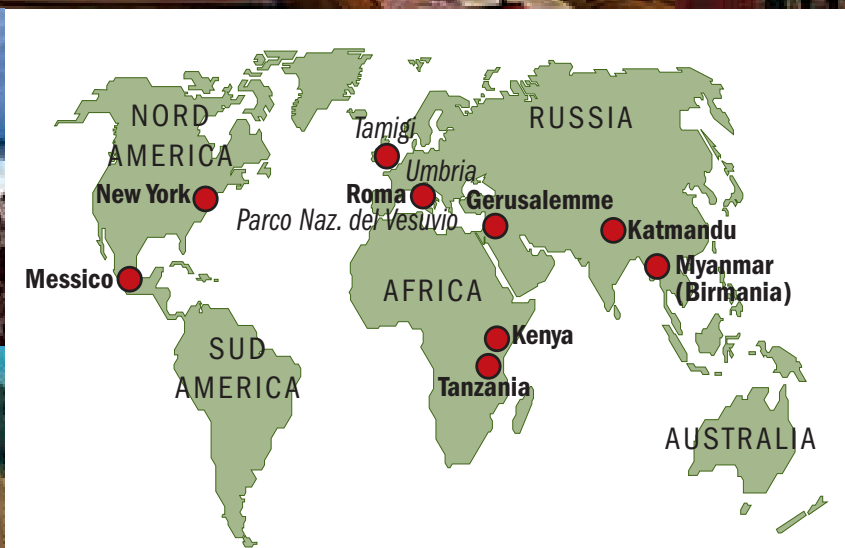 NORD
AMERICA
RUSSIA
Tamigi
Umbria
New York
Roma
Gerusalemme
Parco Naz. del Vesuvio
Katmandu
Messico
Myanmar
(Birmania)
AFRICA
Kenya
SUD
AMERICA
Tanzania
AUSTRALIA